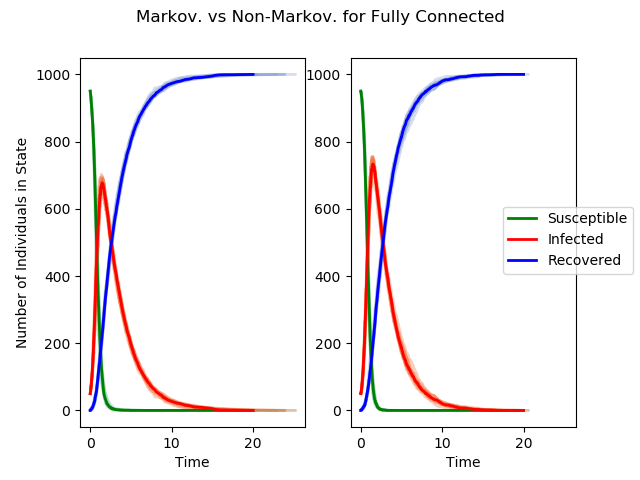 Markov. vs Non-Markov. for Fully Connected
Number of Individuals in State
1000
800
600
400
200
0
0 10 20
Time
1000
800
600
400
200
0
0 10 20
Time
Susceptible
Infected
Recovered